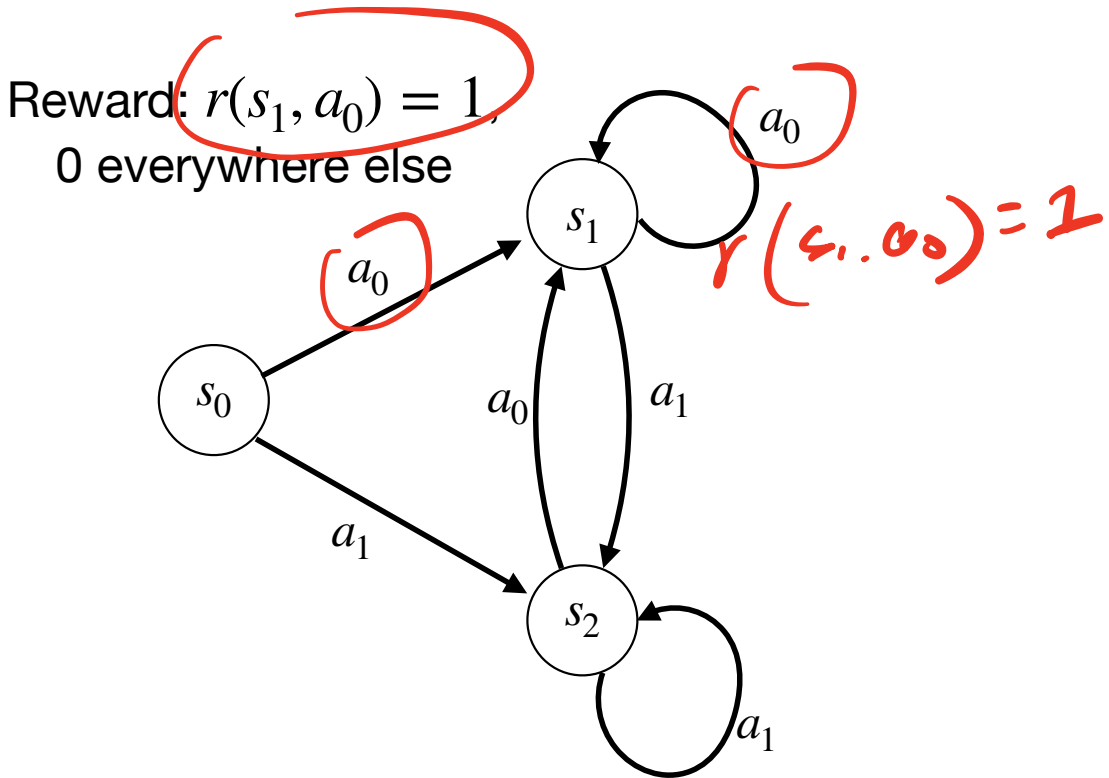 Reward: r(s₁, a₀) = 1,
0 everywhere else
a₀
s₁
r(s₁, a₀) = 1
a₀
s₀
a₀
a₁
a₁
s₂
a₁